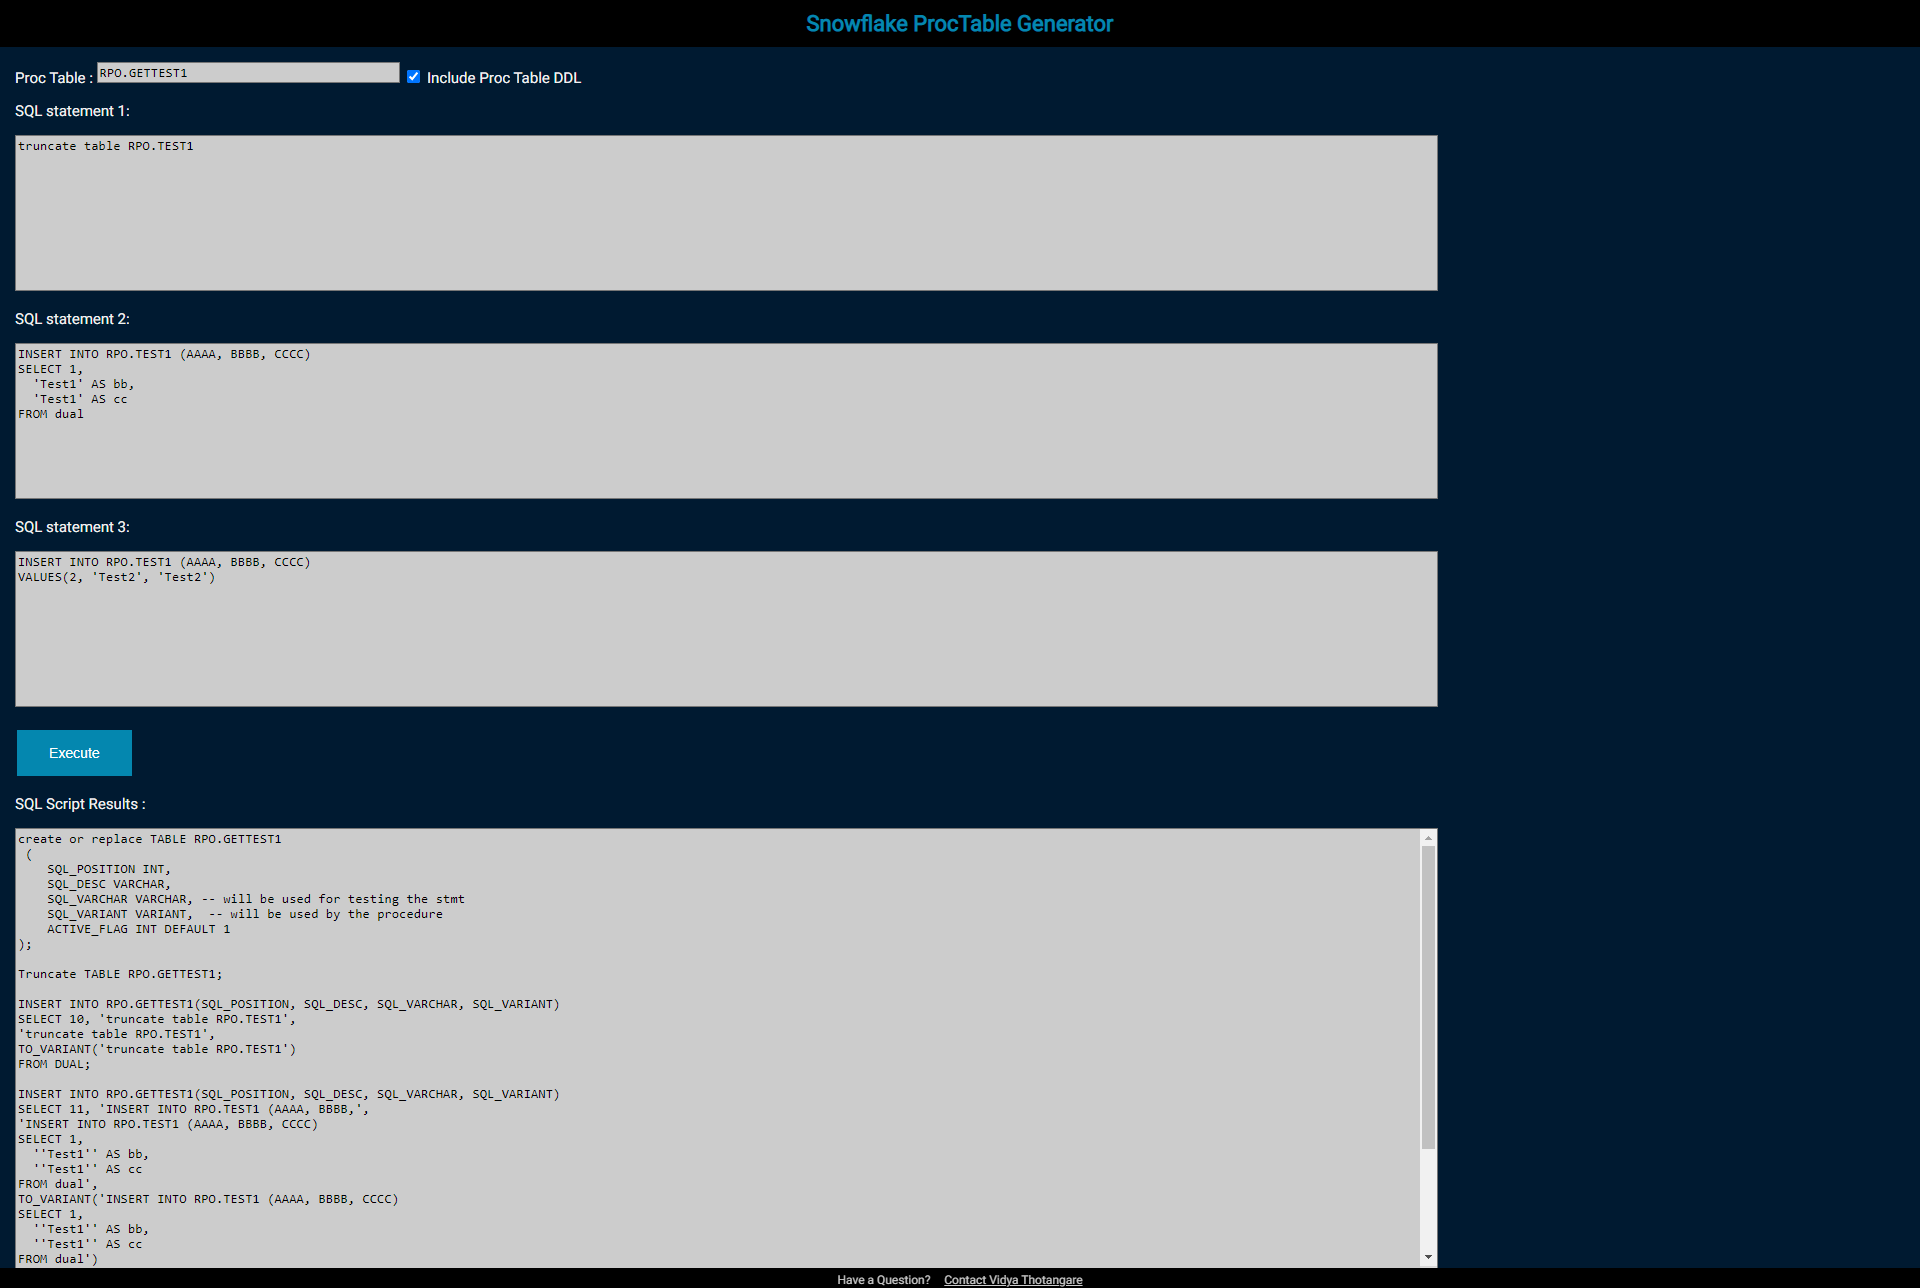 Snowflake ProcTable Generator
Proc Table : RPO.GETTEST1 Include Proc Table DDL
SQL statement 1:
truncate table RPO.TEST1
SQL statement 2:
INSERT INTO RPO.TEST1 (AAAA, BBBB, CCCC)
SELECT 1,
  'Test1' AS bb,
  'Test1' AS cc
FROM dual
SQL statement 3:
INSERT INTO RPO.TEST1 (AAAA, BBBB, CCCC)
VALUES(2, 'Test2', 'Test2')
Execute
SQL Script Results :
create or replace TABLE RPO.GETTEST1
 (
    SQL_POSITION INT,
    SQL_DESC VARCHAR,
    SQL_VARCHAR VARCHAR, -- will be used for testing the stmt
    SQL_VARIANT VARIANT,  -- will be used by the procedure
    ACTIVE_FLAG INT DEFAULT 1
);
Truncate TABLE RPO.GETTEST1;
INSERT INTO RPO.GETTEST1(SQL_POSITION, SQL_DESC, SQL_VARCHAR, SQL_VARIANT)
SELECT 10, 'truncate table RPO.TEST1',
'truncate table RPO.TEST1',
TO_VARIANT('truncate table RPO.TEST1')
FROM DUAL;
INSERT INTO RPO.GETTEST1(SQL_POSITION, SQL_DESC, SQL_VARCHAR, SQL_VARIANT)
SELECT 11, 'INSERT INTO RPO.TEST1 (AAAA, BBBB,',
'INSERT INTO RPO.TEST1 (AAAA, BBBB, CCCC)
SELECT 1,
  ''Test1'' AS bb,
  ''Test1'' AS cc
FROM dual',
TO_VARIANT('INSERT INTO RPO.TEST1 (AAAA, BBBB, CCCC)
SELECT 1,
  ''Test1'' AS bb,
  ''Test1'' AS cc
FROM dual')
Have a Question? Contact Vidya Thotangare